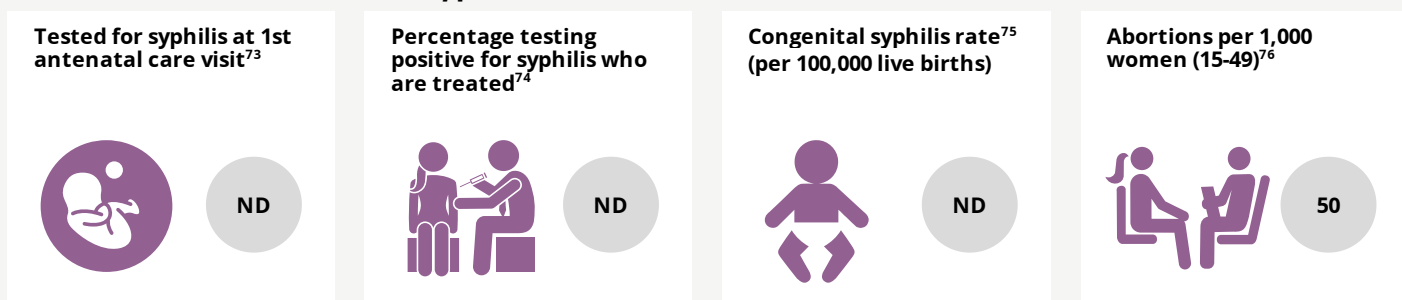 Tested for syphilis at 1st
antenatal care visit73
ND
Percentage testing
positive for syphilis who
are treated74
ND
Congenital syphilis rate75
(per 100,000 live births)
ND
Abortions per 1,000
women (15-49)76
50